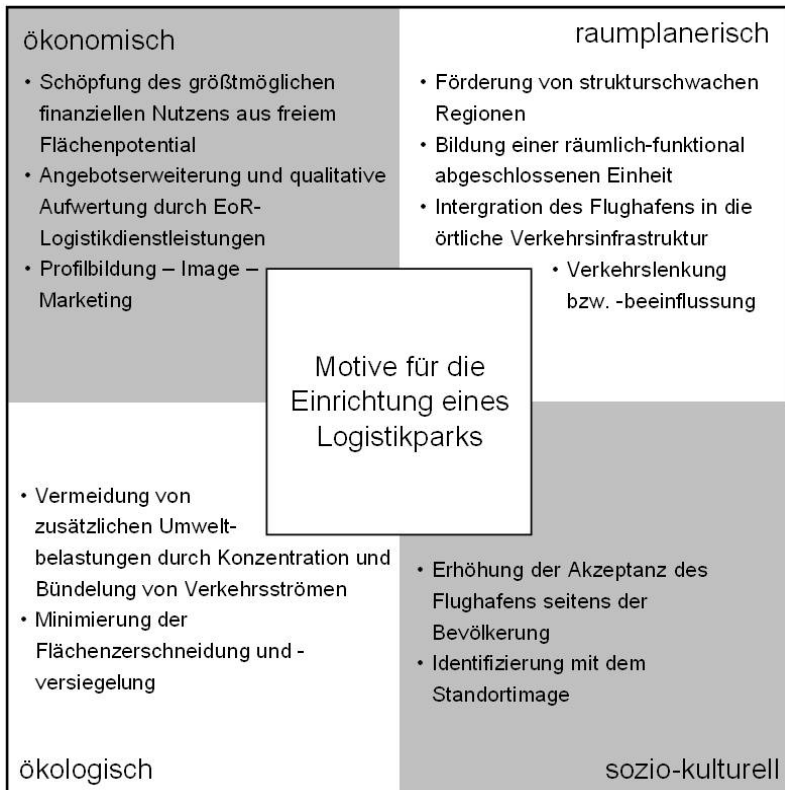 ökonomisch
• Schöpfung des größtmöglichen
finanziellen Nutzens aus freiem
Flächenpotential
• Angebotserweiterung und qualitative
Aufwertung durch EoR-
Logistikdienstleistungen
• Profilbildung – Image –
Marketing
raumplanerisch
• Förderung von strukturschwachen
Regionen
• Bildung einer räumlich-funktional
abgeschlossenen Einheit
• Intergration des Flughafens in die
örtliche Verkehrsinfrastruktur
• Verkehrslenkung
bzw. -beeinflussung
Motive für die
Einrichtung eines
Logistikparks
• Vermeidung von
zusätzlichen Umwelt-
belastungen durch Konzentration und
Bündelung von Verkehrsströmen
• Minimierung der
Flächenzerschneidung und -
versiegelung
ökologisch
• Erhöhung der Akzeptanz des
Flughafens seitens der
Bevölkerung
• Identifizierung mit dem
Standortimage
sozio-kulturell